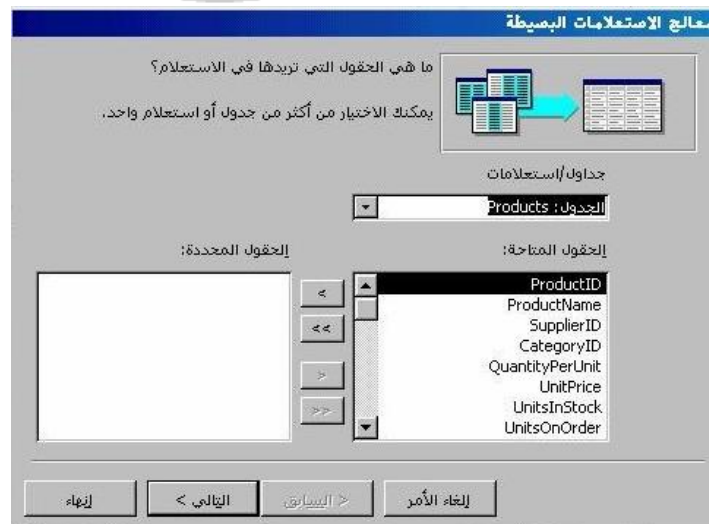 معالج الاستعلامات البسيطة
ما هي الحقول التي تريدها في الاستعلام؟
يمكنك الاختيار من أكثر من جدول أو استعلام واحد.
جداول/استعلامات
الجدول: Products
الحقول المتاحة:
ProductID
ProductName
SupplierID
CategoryID
QuantityPerUnit
UnitPrice
UnitsInStock
UnitsOnOrder
<
<<
>
>>
الحقول المحددة:
إلغاء الأمر
< السابق
التالي >
إنهاء